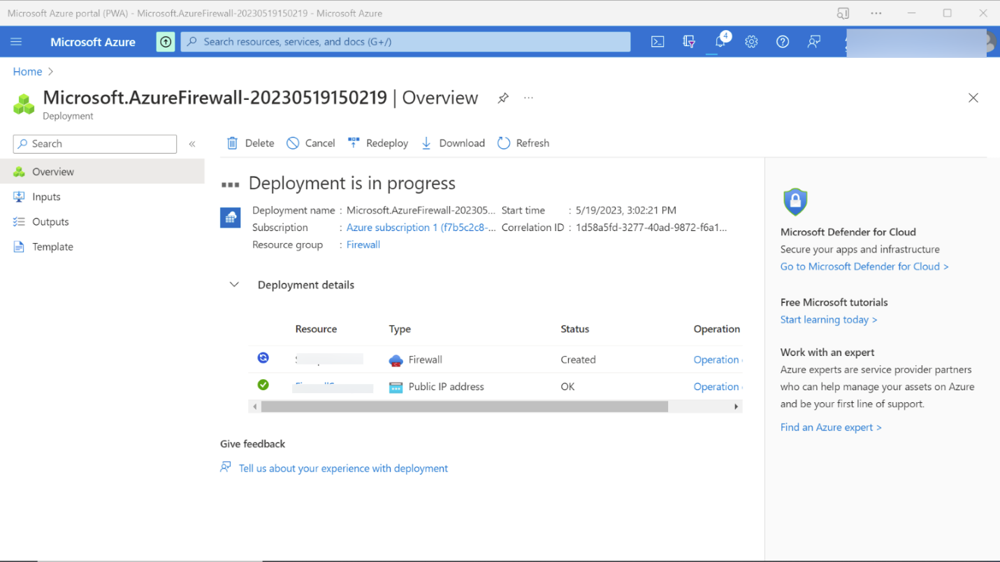 Microsoft Azure portal (PWA) - Microsoft.AzureFirewall-20230519150219 - Microsoft Azure
Microsoft Azure
Search resources, services, and docs (G+/)
4
Home
Microsoft.AzureFirewall-20230519150219 | Overview
Deployment
Search
Delete
Cancel
Redeploy
Download
Refresh
Overview
Inputs
Outputs
Template
Deployment is in progress
Deployment name : Microsoft.AzureFirewall-202305... Start time : 5/19/2023, 3:02:21 PM
Subscription : Azure subscription 1 (f7b5c2c8-... Correlation ID : 1d58a5fd-3277-40ad-9872-f6a1...
Resource group : Firewall
Deployment details
Resource Type Status Operation
Firewall Created Operation
Public IP address OK Operation
Give feedback
Tell us about your experience with deployment
Microsoft Defender for Cloud
Secure your apps and infrastructure
Go to Microsoft Defender for Cloud >
Free Microsoft tutorials
Start learning today >
Work with an expert
Azure experts are service provider partners
who can help manage your assets on Azure
and be your first line of support.
Find an Azure expert >